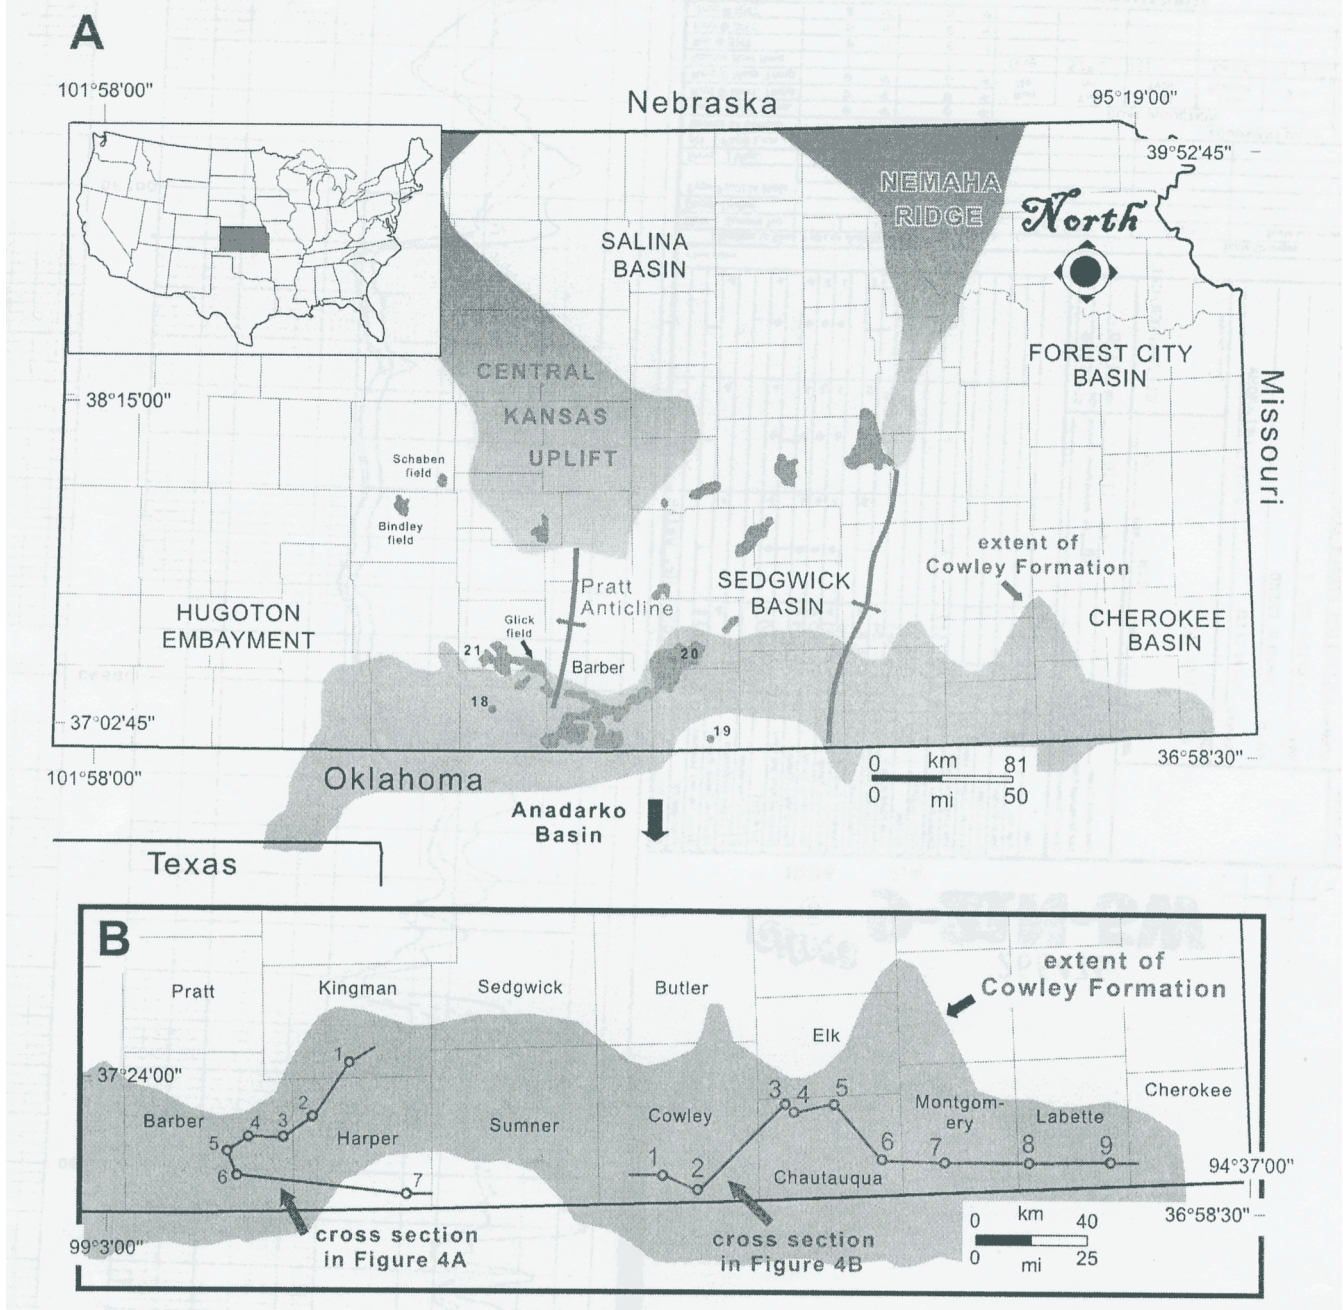 A
101°58'00"
Nebraska
95°19'00"
39°52'45"
NEMAHA
RIDGE
North
SALINA
BASIN
FOREST CITY
BASIN
CENTRAL
KANSAS
UPLIFT
38°15'00"
Missouri
Schaben
field
Bindley
field
extent of
Cowley Formation
Pratt
Anticline
SEDGWICK
BASIN
HUGOTON
EMBAYMENT
CHEROKEE
BASIN
Glick
field
21
Barber
20
18
19
37°02'45"
36°58'30"
101°58'00"
Oklahoma
0 km 81
0 mi 50
Anadarko
Basin
Texas
B
extent of
Cowley Formation
Pratt
Kingman
Sedgwick
Butler
Elk
37°24'00"
Cherokee
1
2
3
4
5
6
7
Barber
Harper
Sumner
Cowley
Montgom-
ery
Labette
Chautauqua
1
2
3
4
5
6
7
8
9
94°37'00"
36°58'30"
99°3'00"
cross section
in Figure 4A
cross section
in Figure 4B
0 km 40
0 mi 25